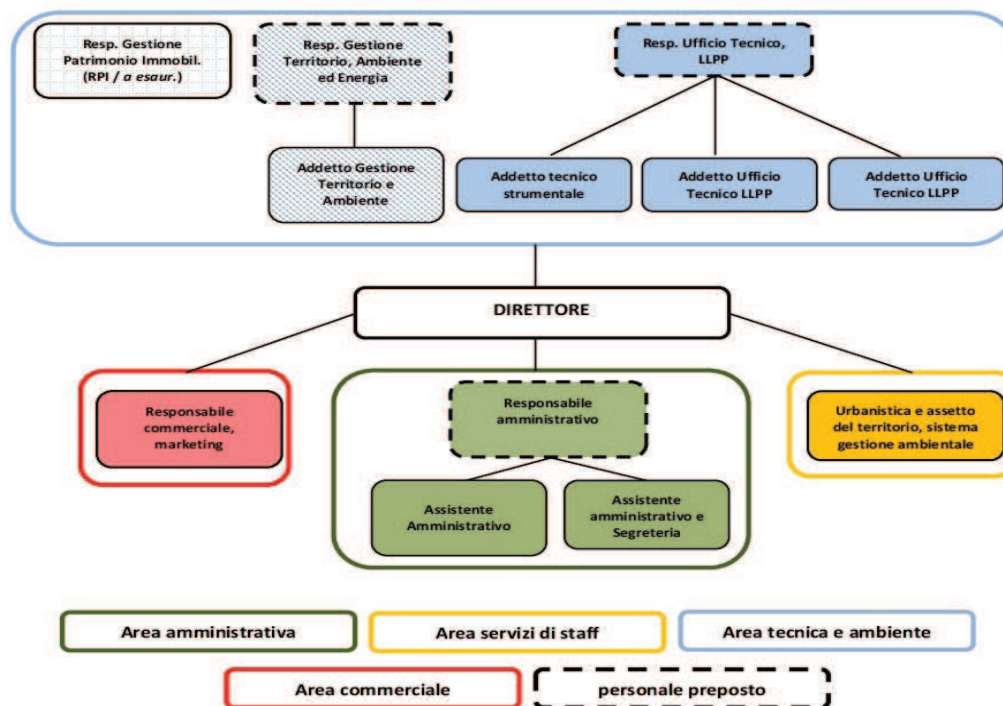 Resp. Gestione
Patrimonio Immobil.
(RPI / a esaur.)
Resp. Gestione
Territorio, Ambiente
ed Energia
Resp. Ufficio Tecnico,
LLPP
Addetto Gestione
Territorio e
Ambiente
Addetto tecnico
strumentale
Addetto Ufficio
Tecnico LLPP
Addetto Ufficio
Tecnico LLPP
DIRETTORE
Responsabile
commerciale,
marketing
Responsabile
amministrativo
Urbanistica e assetto
del territorio, sistema
gestione ambientale
Assistente
Amministrativo
Assistente
amministrativo e
Segreteria
Area amministrativa
Area servizi di staff
Area tecnica e ambiente
Area commerciale
personale preposto